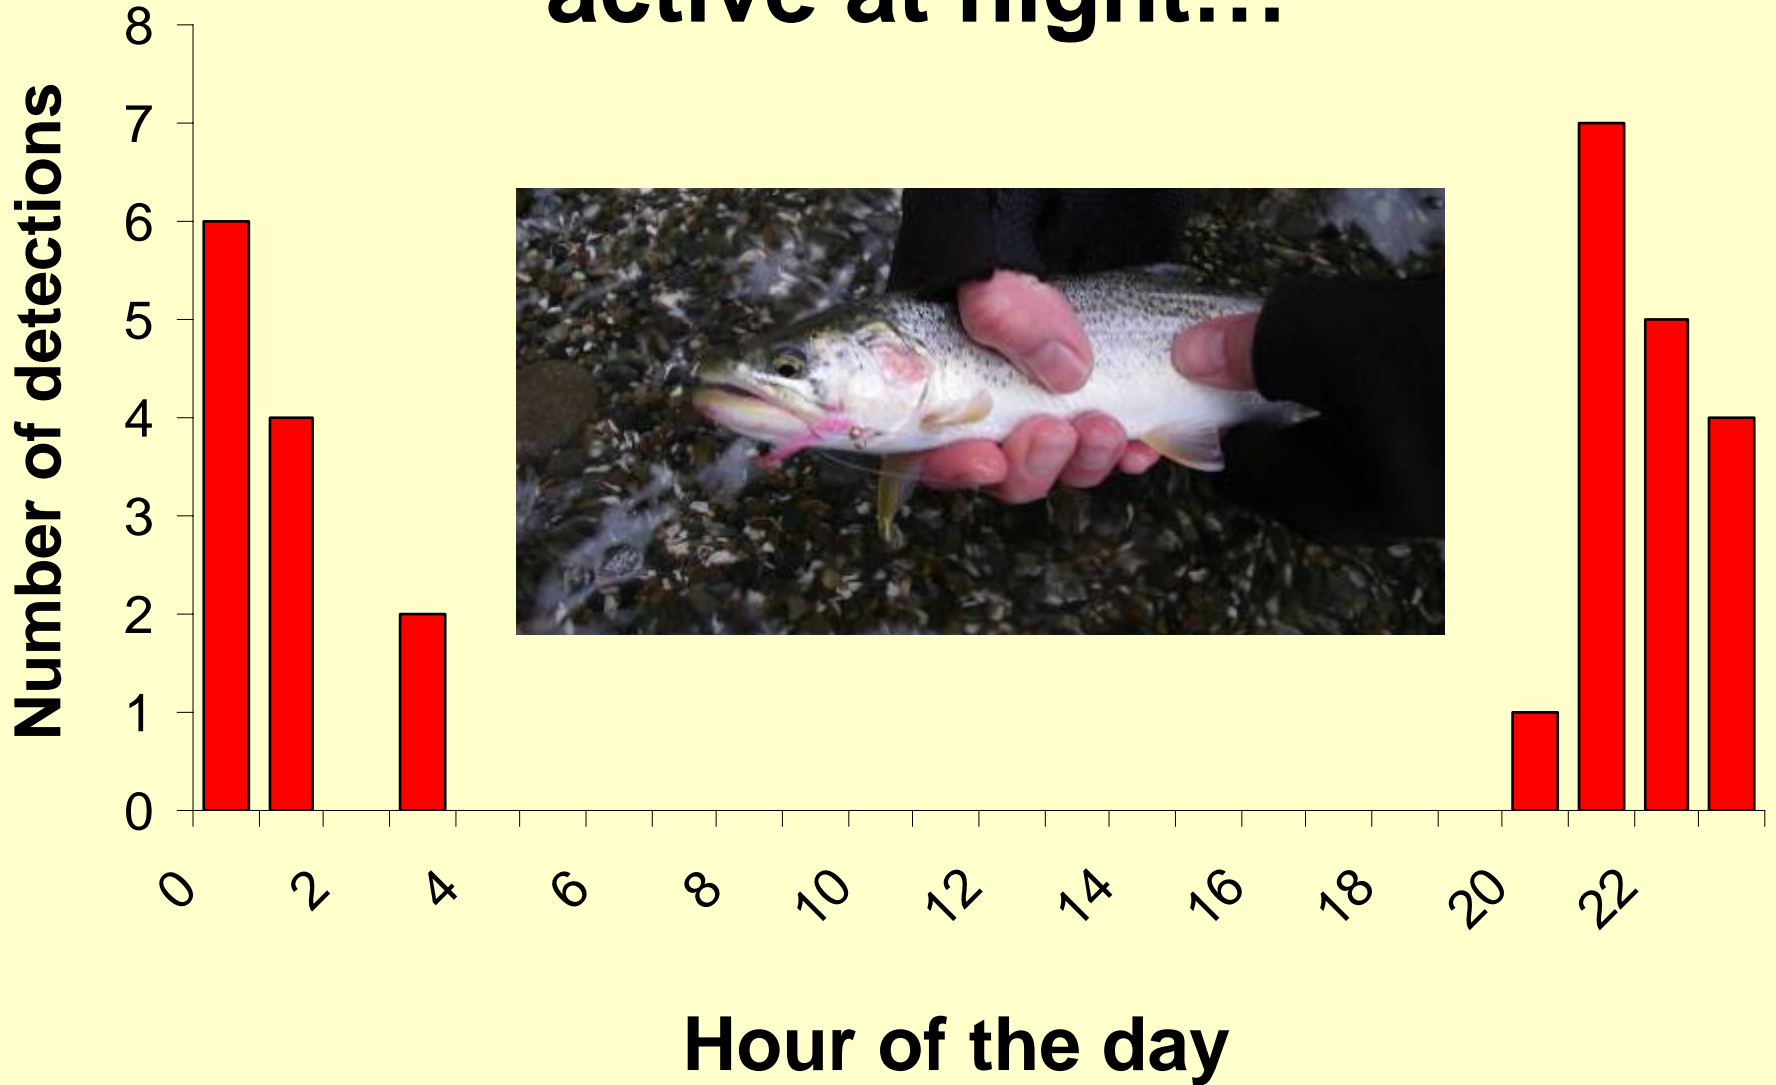 active at night…
8
7
6
5
4
3
2
1
0
Number of detections
0 2 4 6 8 10 12 14 16 18 20 22
Hour of the day